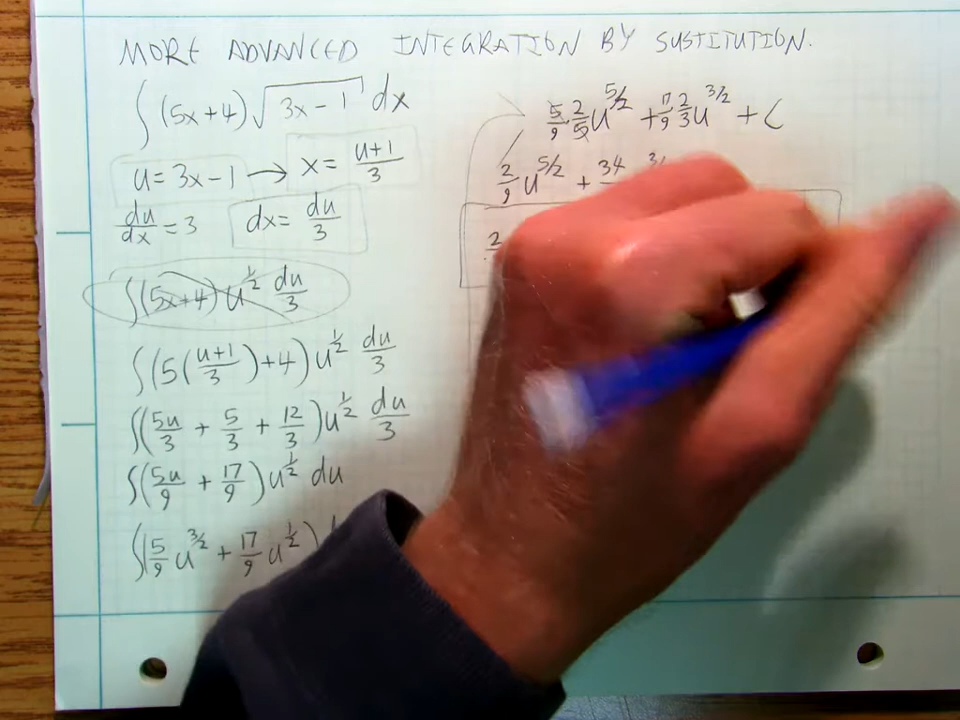 MORE ADVANCED INTEGRATION BY SUSTITUTION.
∫ (5x+4) √(3x-1) dx
u = 3x-1 → x = (u+1)/3
du/dx = 3 dx = du/3
∫(5x+4) u^(1/2) du/3
∫(5((u+1)/3)+4) u^(1/2) du/3
∫(5u/3 + 5/3 + 12/3) u^(1/2) du/3
∫(5u/9 + 17/9) u^(1/2) du
∫(5/9 u^(3/2) + 17/9 u^(1/2))
5/9 2/5 u^(5/2) + 17/9 2/3 u^(3/2) + C
2/9 u^(5/2) + 34
2